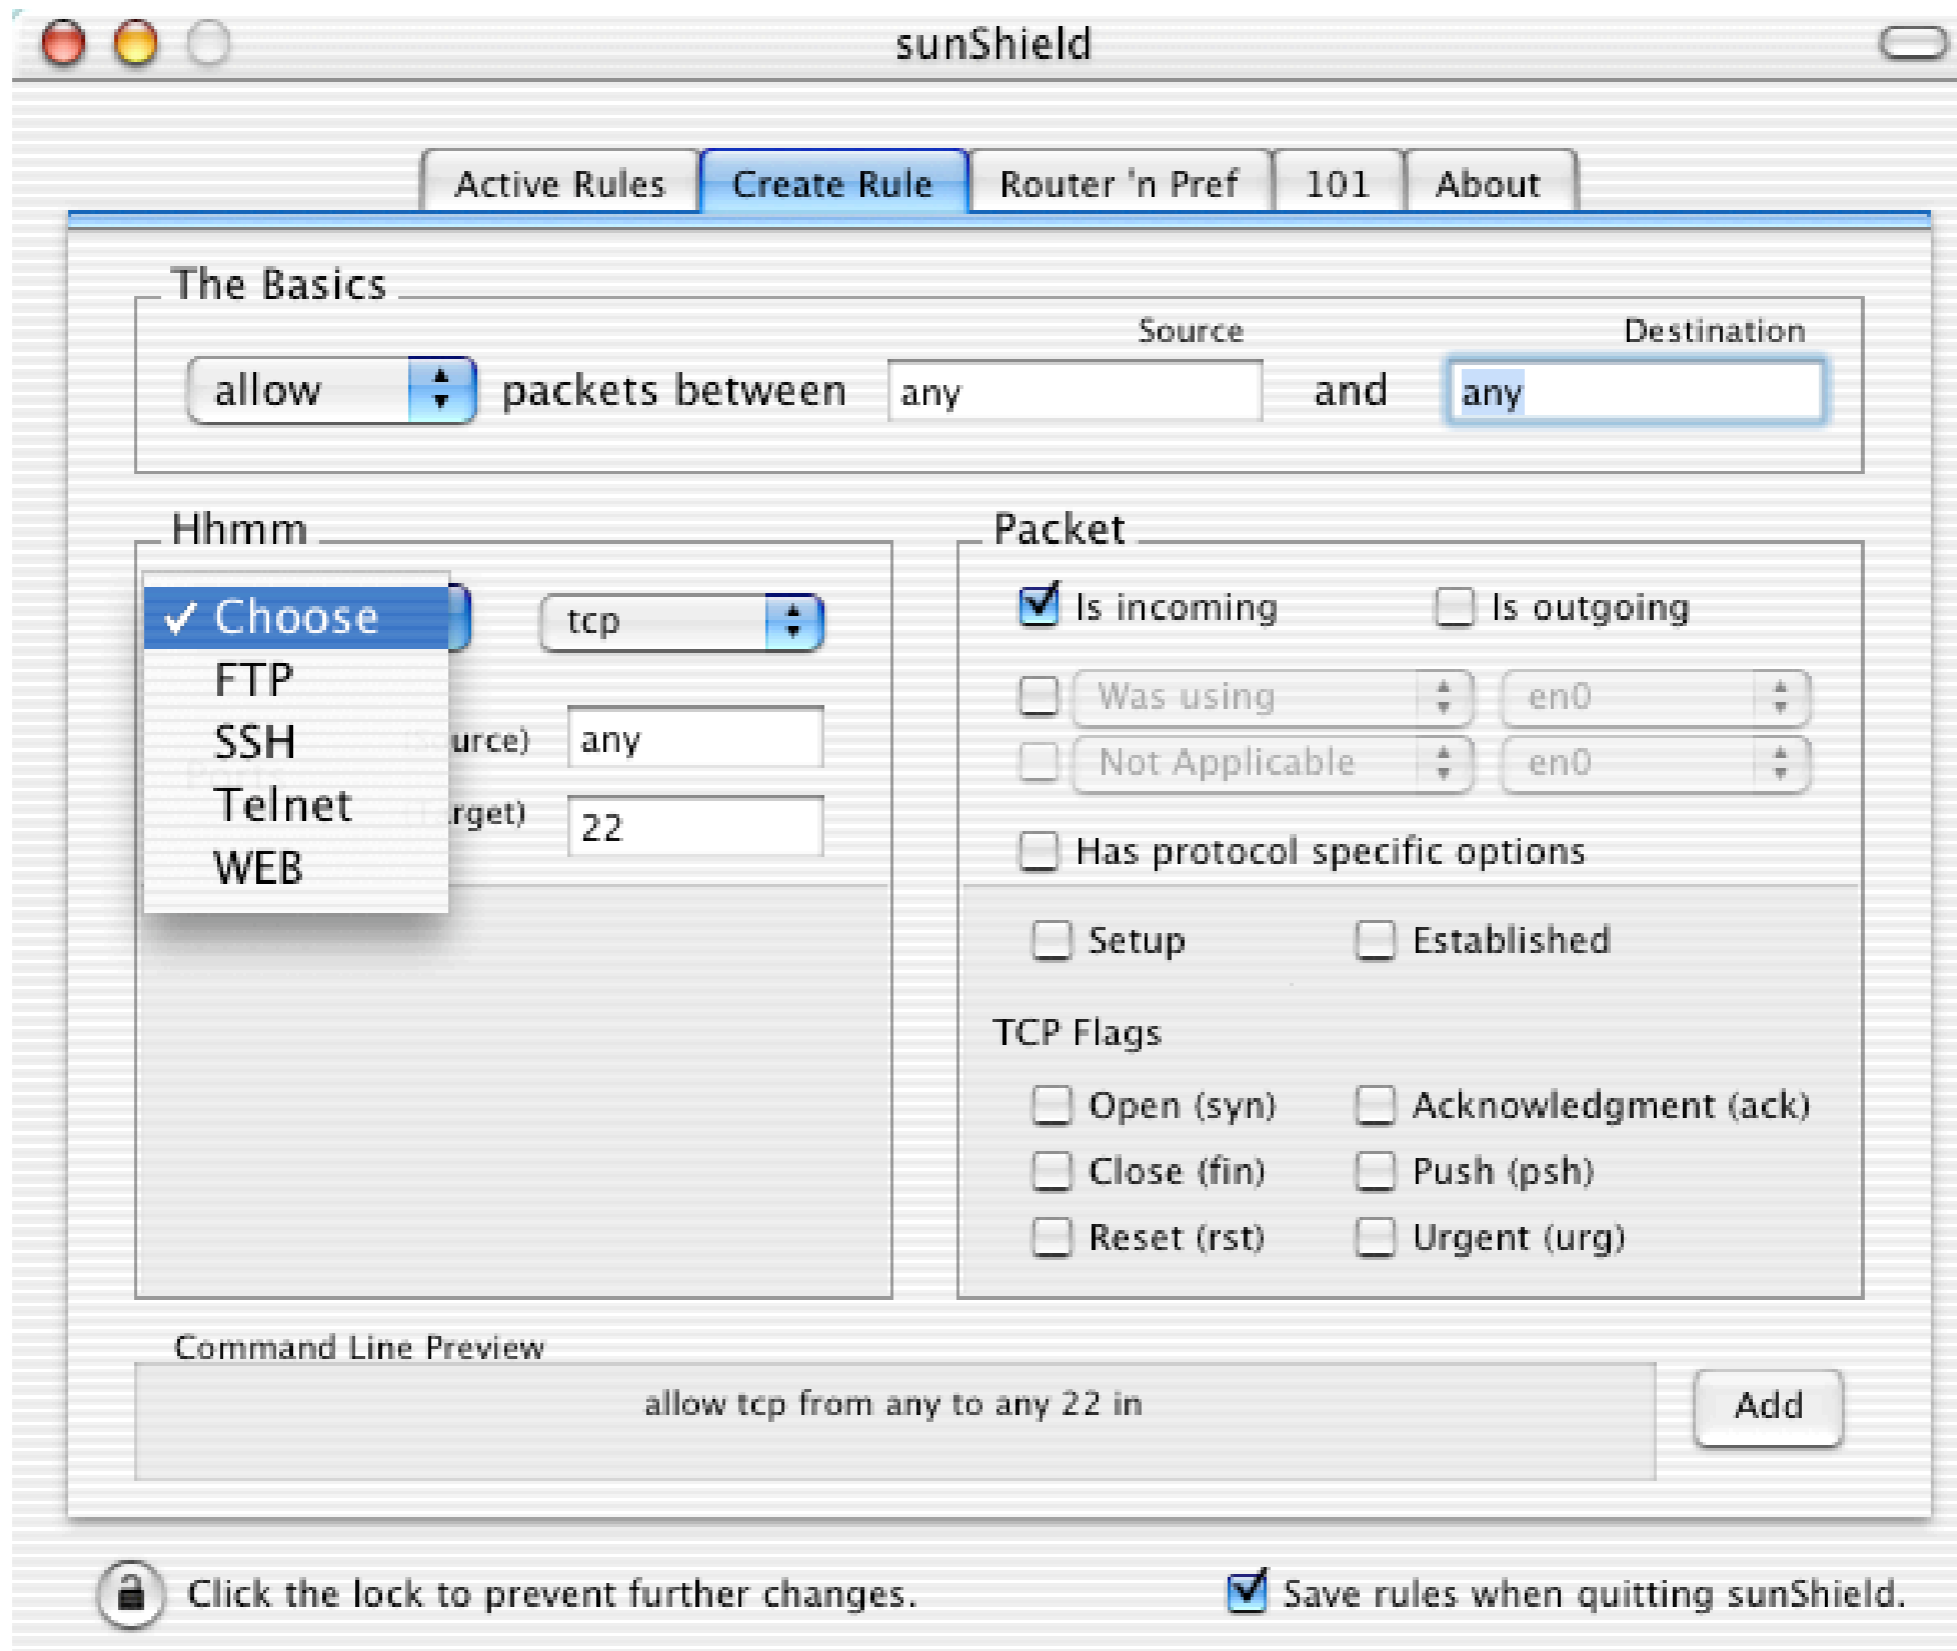 sunShield
Active Rules Create Rule Router 'n Pref 101 About
The Basics
Source Destination
allow packets between any and any
Hhmm
✓ Choose tcp
FTP
SSH (Source) any
Ports
Telnet (Target) 22
WEB
Packet
Is incoming Is outgoing
Was using en0
Not Applicable en0
Has protocol specific options
Setup Established
TCP Flags
Open (syn) Acknowledgment (ack)
Close (fin) Push (psh)
Reset (rst) Urgent (urg)
Command Line Preview
allow tcp from any to any 22 in
Add
Click the lock to prevent further changes. Save rules when quitting sunShield.